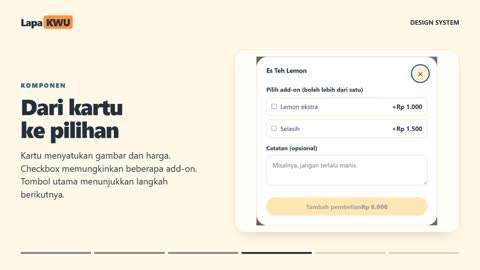 Lapa KWU
DESIGN SYSTEM
KOMPONEN
Dari kartu
ke pilihan
Kartu menyatukan gambar dan harga.
Checkbox memungkinkan beberapa add-on.
Tombol utama menunjukkan langkah
berikutnya.
Es Teh Lemon
×
Pilih add-on (boleh lebih dari satu)
Lemon ekstra +Rp 1.000
Selasih +Rp 1.500
Catatan (opsional)
Misalnya, jangan terlalu manis
Tambah pembelianRp 6.000